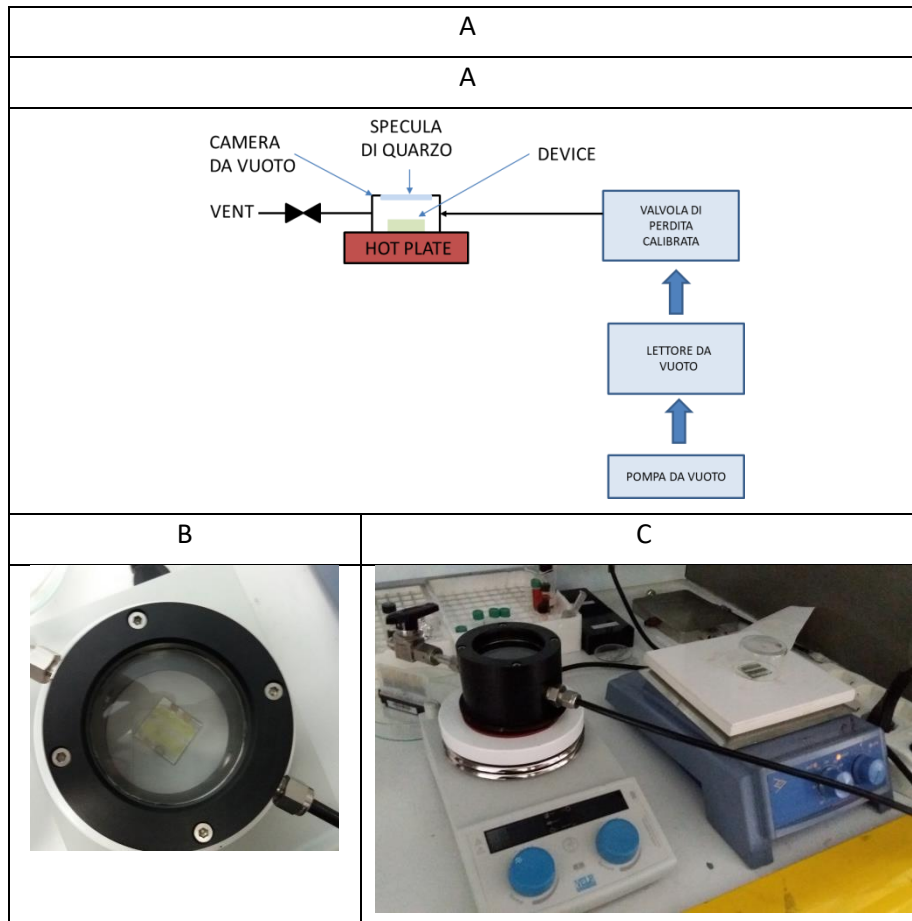 A
A
SPECULA
DI QUARZO
CAMERA
DA VUOTO
DEVICE
VENT
HOT PLATE
VALVOLA DI
PERDITA
CALIBRATA
LETTORE DA
VUOTO
POMPA DA VUOTO
B
C
VELP